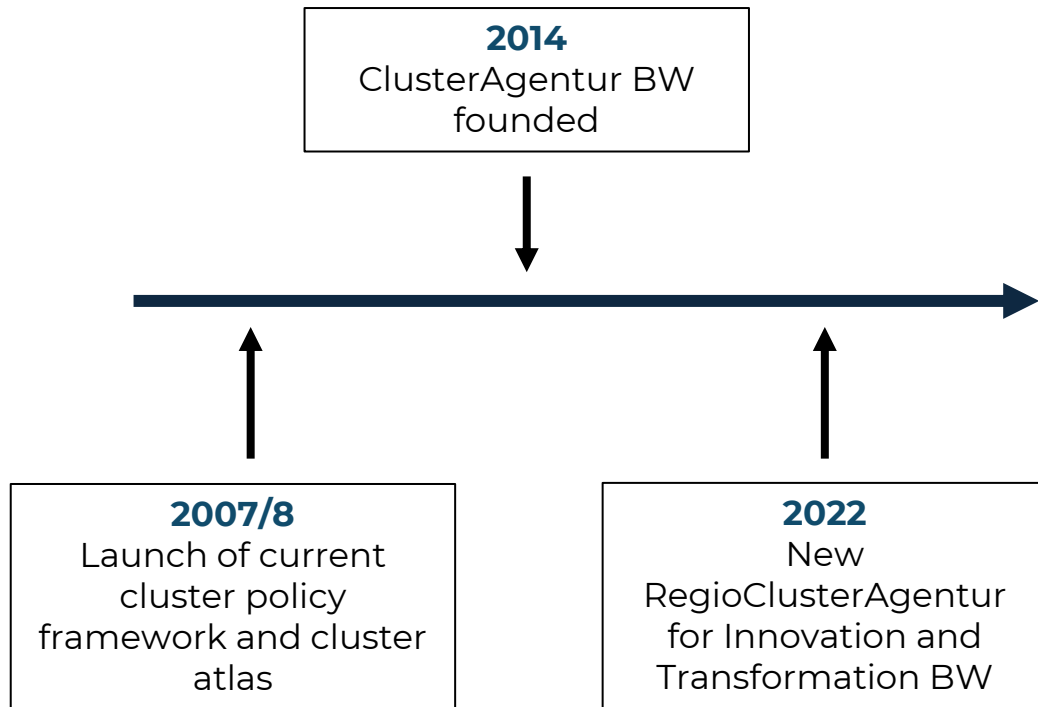 2014
ClusterAgentur BW
founded
2007/8
Launch of current
cluster policy
framework and cluster
atlas
2022
New
RegioClusterAgentur
for Innovation and
Transformation BW